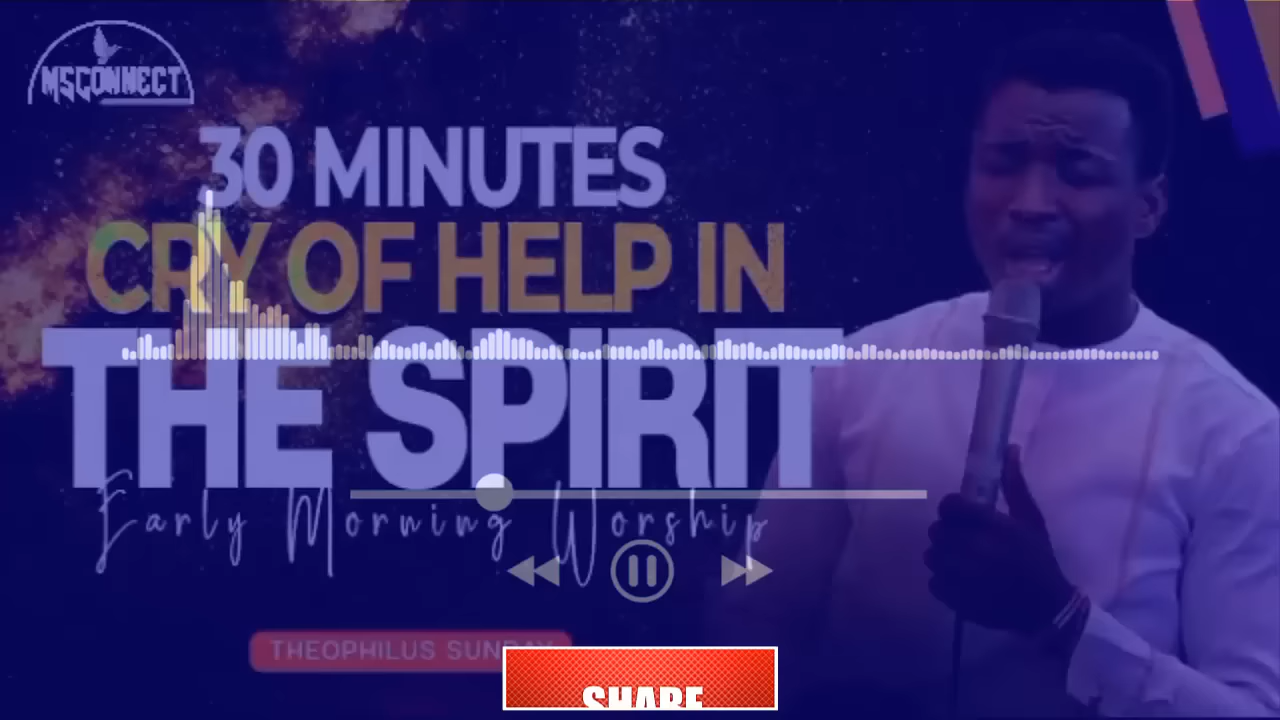 MSCONNECT
30 MINUTES
CRY OF HELP IN
THE SPIRIT
Early Morning Worship
THEOPHILUS SUNDAY
SHARE